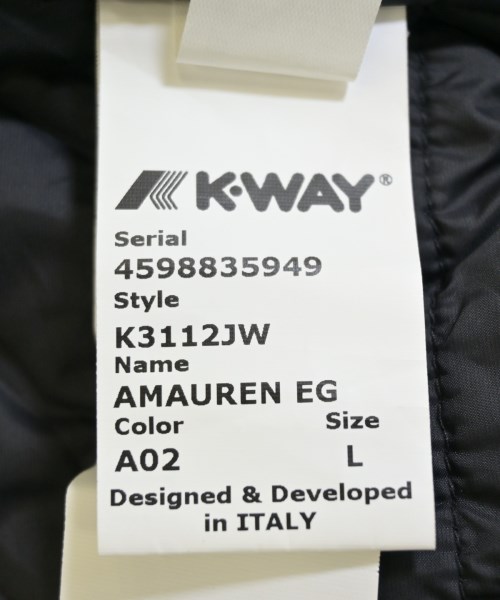 K·WAY®
Serial
4598835949
Style
K3112JW
Name
AMAUREN EG
Color Size
A02 L
Designed & Developed
in ITALY